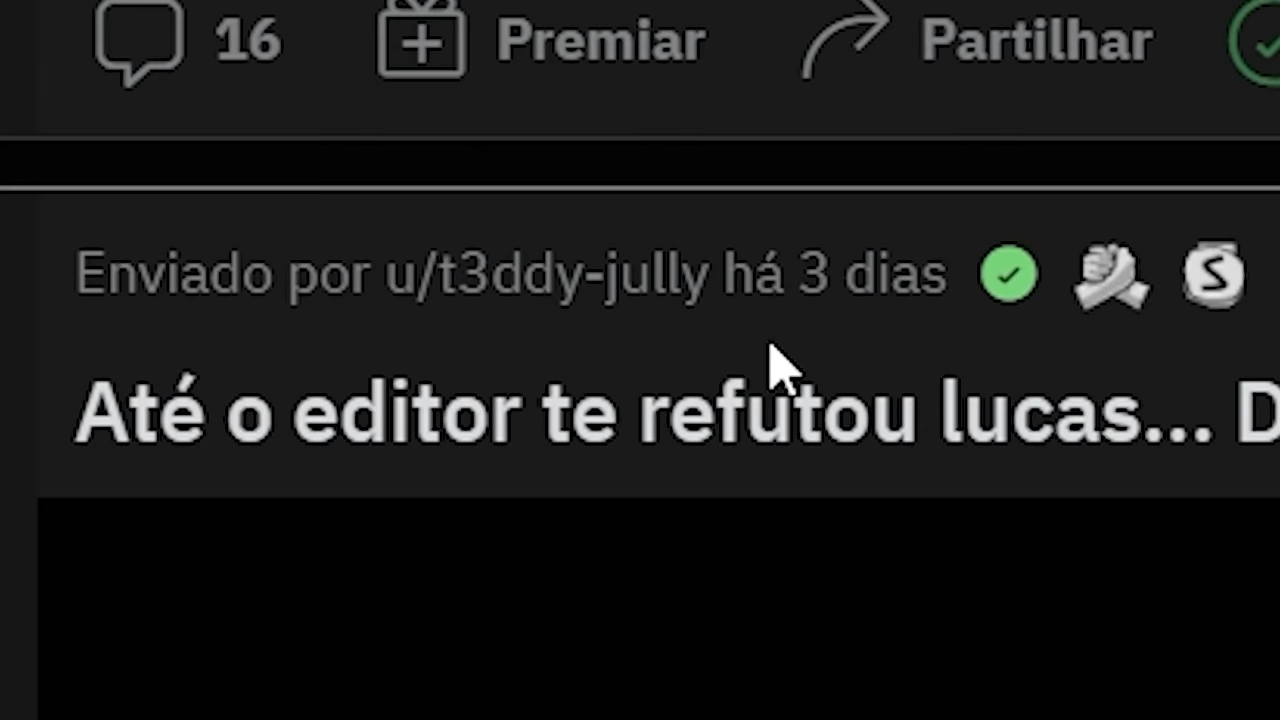 16 Premiar Partilhar
Enviado por u/t3ddy-jully há 3 dias
Até o editor te refutou lucas...